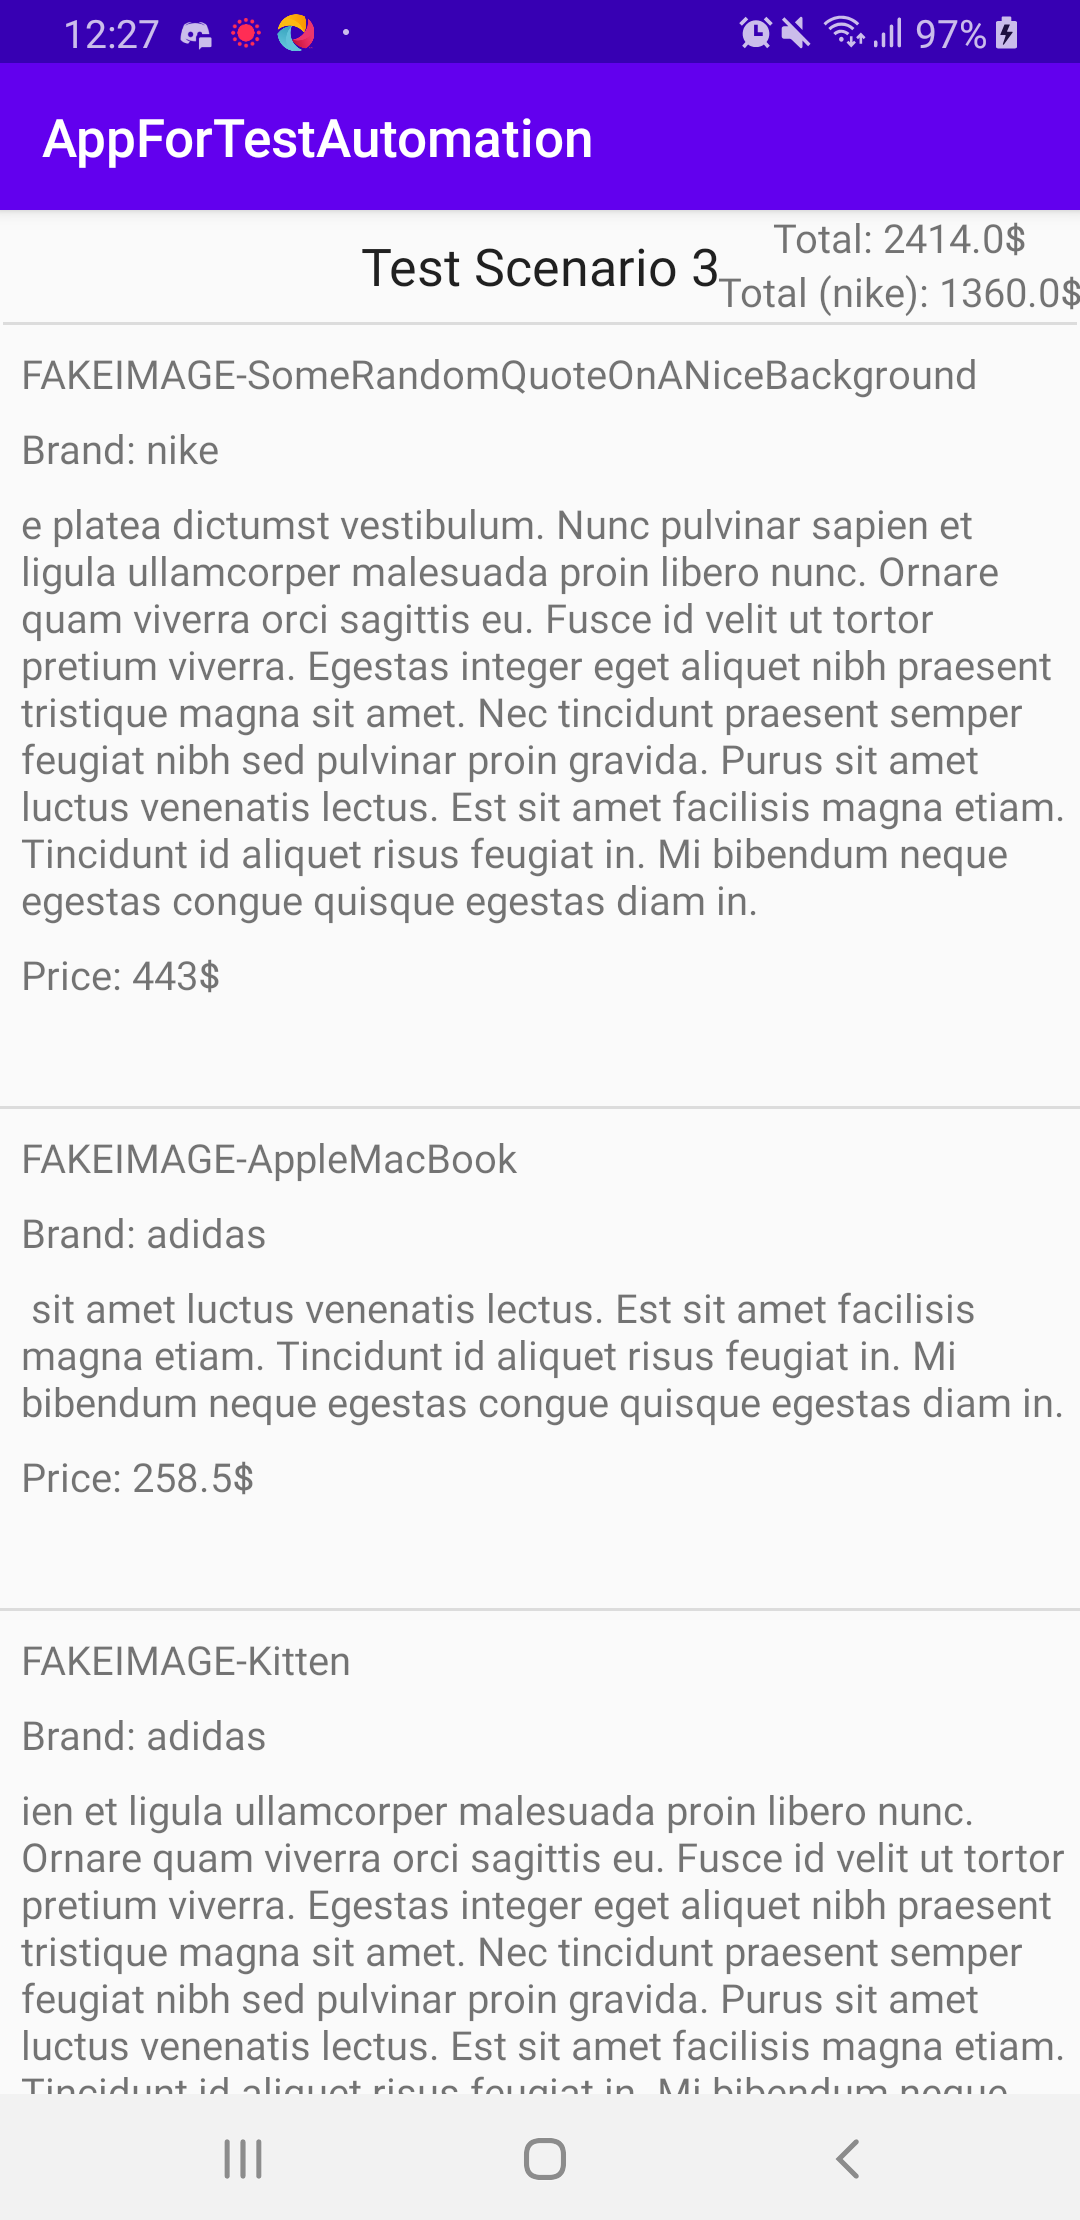 12:27
97%
AppForTestAutomation
Test Scenario 3
Total: 2414.0$
Total (nike): 1360.0$
FAKEIMAGE-SomeRandomQuoteOnANiceBackground
Brand: nike
e platea dictumst vestibulum. Nunc pulvinar sapien et
ligula ullamcorper malesuada proin libero nunc. Ornare
quam viverra orci sagittis eu. Fusce id velit ut tortor
pretium viverra. Egestas integer eget aliquet nibh praesent
tristique magna sit amet. Nec tincidunt praesent semper
feugiat nibh sed pulvinar proin gravida. Purus sit amet
luctus venenatis lectus. Est sit amet facilisis magna etiam.
Tincidunt id aliquet risus feugiat in. Mi bibendum neque
egestas congue quisque egestas diam in.
Price: 443$
FAKEIMAGE-AppleMacBook
Brand: adidas
sit amet luctus venenatis lectus. Est sit amet facilisis
magna etiam. Tincidunt id aliquet risus feugiat in. Mi
bibendum neque egestas congue quisque egestas diam in.
Price: 258.5$
FAKEIMAGE-Kitten
Brand: adidas
ien et ligula ullamcorper malesuada proin libero nunc.
Ornare quam viverra orci sagittis eu. Fusce id velit ut tortor
pretium viverra. Egestas integer eget aliquet nibh praesent
tristique magna sit amet. Nec tincidunt praesent semper
feugiat nibh sed pulvinar proin gravida. Purus sit amet
luctus venenatis lectus. Est sit amet facilisis magna etiam.
Tincidunt id aliquet risus feugiat in. Mi bibendum neque